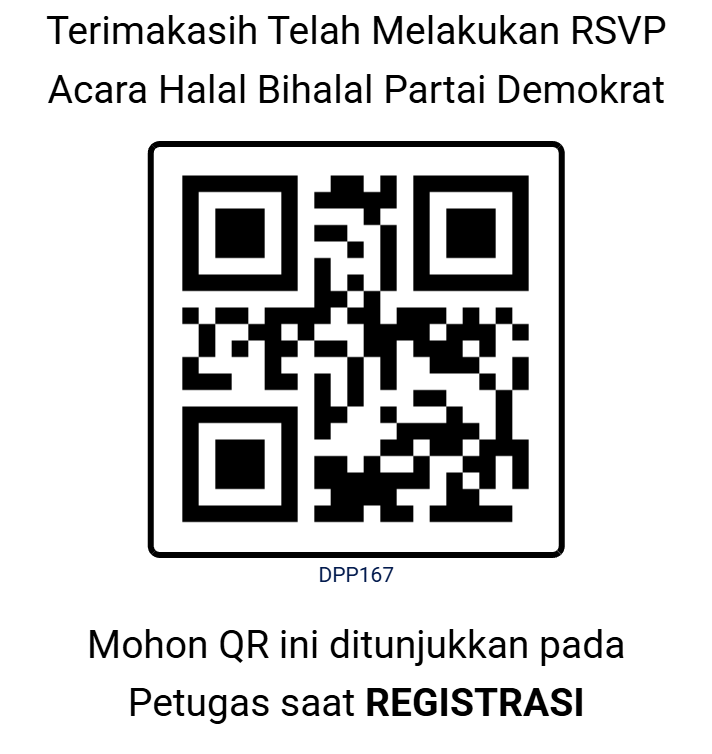 Terimakasih Telah Melakukan RSVP
Acara Halal Bihalal Partai Demokrat
DPP167
Mohon QR ini ditunjukkan pada
Petugas saat REGISTRASI